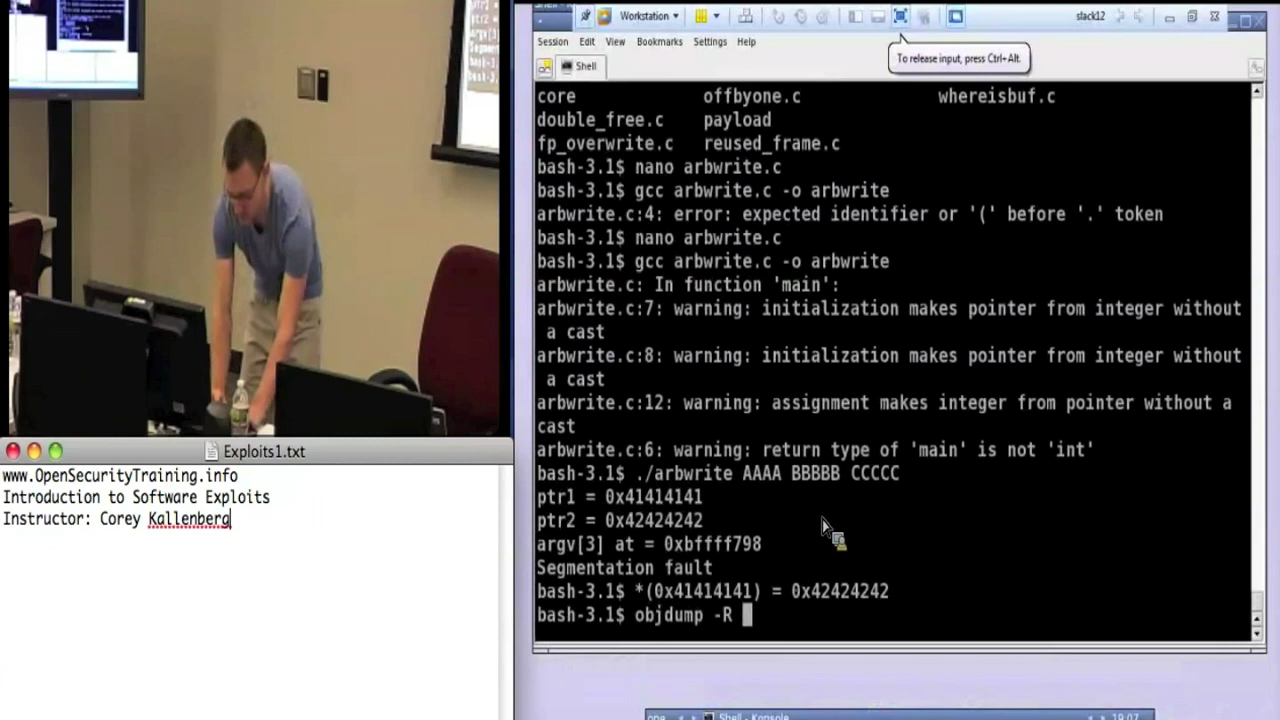 Workstation
slack12
Session Edit View Bookmarks Settings Help
To release input, press Ctrl+Alt.
Shell
core offbyone.c whereisbuf.c
double_free.c payload
fp_overwrite.c reused_frame.c
bash-3.1$ nano arbwrite.c
bash-3.1$ gcc arbwrite.c -o arbwrite
arbwrite.c:4: error: expected identifier or '(' before '.' token
bash-3.1$ nano arbwrite.c
bash-3.1$ gcc arbwrite.c -o arbwrite
arbwrite.c: In function 'main':
arbwrite.c:7: warning: initialization makes pointer from integer without
a cast
arbwrite.c:8: warning: initialization makes pointer from integer without
a cast
arbwrite.c:12: warning: assignment makes integer from pointer without a
cast
arbwrite.c:6: warning: return type of 'main' is not 'int'
bash-3.1$ ./arbwrite AAAA BBBBB CCCCC
ptr1 = 0x41414141
ptr2 = 0x42424242
argv[3] at = 0xbffff798
Segmentation fault
bash-3.1$ *(0x41414141) = 0x42424242
bash-3.1$ objdump -R
Exploits1.txt
www.OpenSecurityTraining.info
Introduction to Software Exploits
Instructor: Corey Kallenberg
Shell - Konsole
19:07